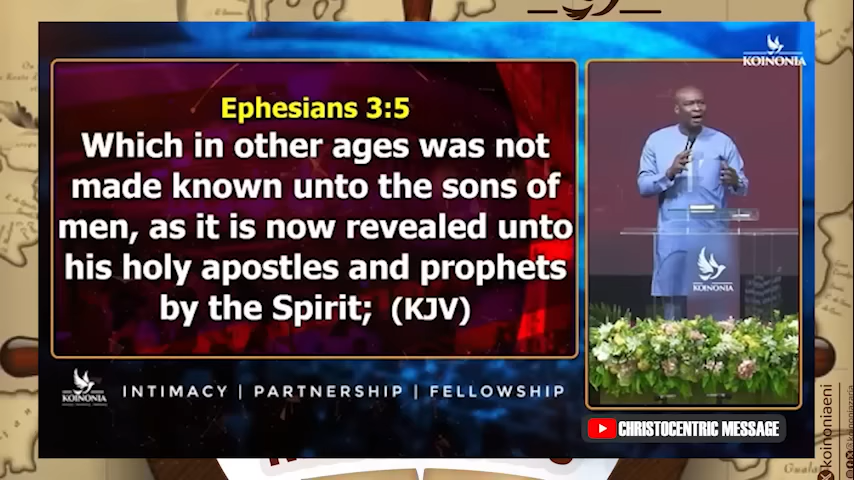 KOINONIA
Ephesians 3:5
Which in other ages was not
made known unto the sons of
men, as it is now revealed unto
his holy apostles and prophets
by the Spirit; (KJV)
KOINONIA
KOINONIA
INTIMACY | PARTNERSHIP | FELLOWSHIP
CHRISTOCENTRIC MESSAGE
koinoniaeni